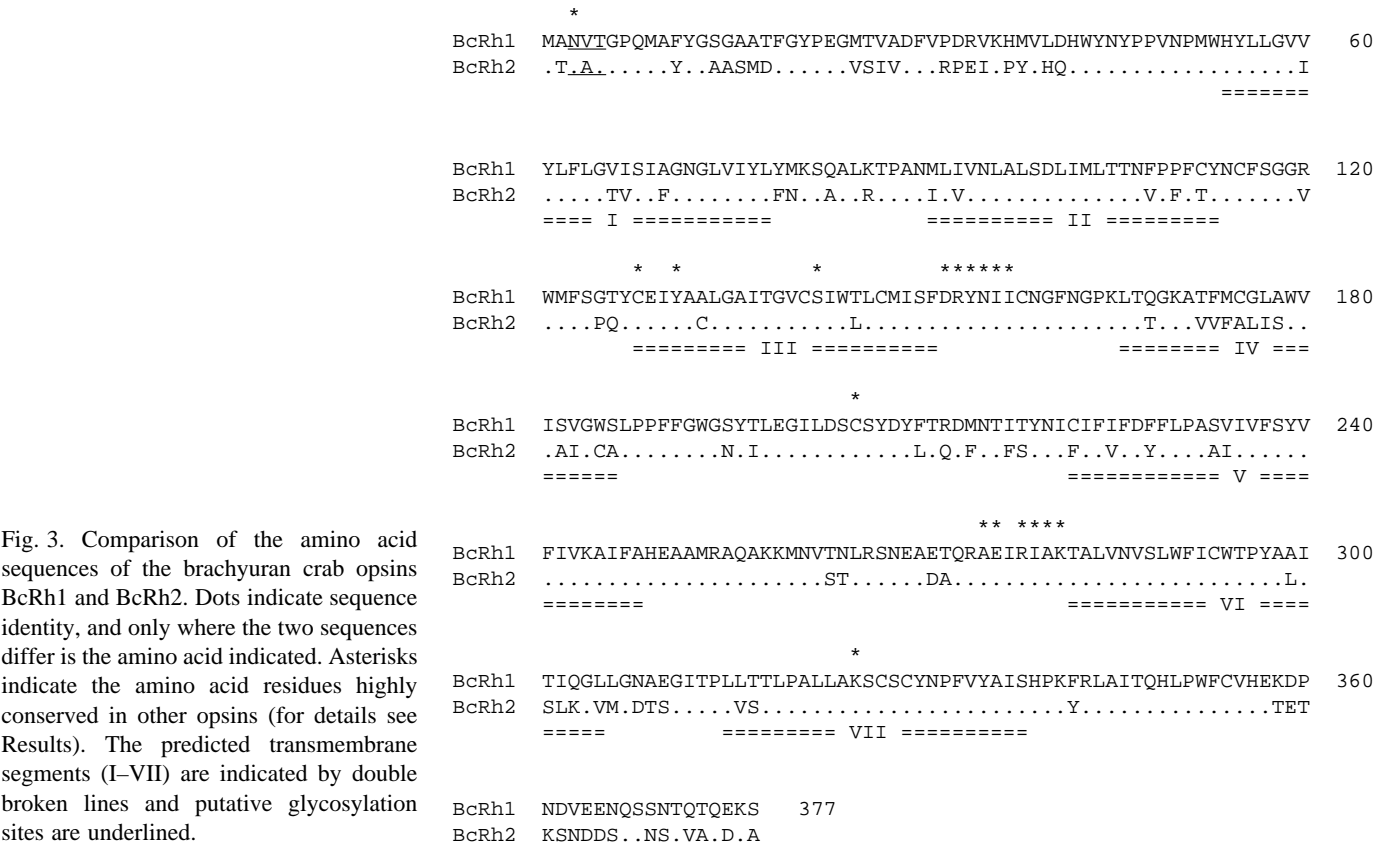 *
BcRh1 MANVTGPQMAFYGSGAATFGYPEGMTVADFVPDRVKHMVLDHWYNYPPVNPMWHYLLGVV 60
BcRh2 .T.A......Y..AASMD......VSIV...RPEI.PY.HQ..................I
=======
BcRh1 YLFLGVISIAGNGLVIYLYMKSQALKTPANMLIVNLALSDLIMLTTNFPPFCYNCFSGGR 120
BcRh2 .....TV..F........FN..A..R....I.V...............V.F.T.......V
==== I =========== ========== II =========
* * * ******
BcRh1 WMFSGTYCEIYAALGAITGVCSIWTLCMISFDRYNIICNGFNGPKLTQGKATFMCGLAWV 180
BcRh2 ....PQ......C...........L......................T...VVFALIS..
========= III ========== ======== IV ===
*
BcRh1 ISVGWSLPPFFGWGSYTLEGILDSCSYDYFTRDMNTITYNICIFIFDFFLPASVIVFSYV 240
BcRh2 .AI.CA........N.I............L.Q.F..FS...F..V..Y....AI......
====== ============ V ====
** ****
BcRh1 FIVKAIFAHEAAMRAQAKKMNVTNLRSNEAETQRAEIRIAKTALVNVSLWFICWTPYAAI 300
BcRh2 ......................ST......DA..........................L.
======== =========== VI ====
*
BcRh1 TIQGLLGNAEGITPLLTTLPALLAKSCSCYNPFVYAISHPKFRLAITQHLPWFCVHEKDP 360
BcRh2 SLK.VM.DTS.....VS........................Y...............TET
===== ========= VII ==========
BcRh1 NDVEENQSSNTQTQEKS 377
BcRh2 KSNDDS..NS.VA.D.A
Fig. 3. Comparison of the amino acid
sequences of the brachyuran crab opsins
BcRh1 and BcRh2. Dots indicate sequence
identity, and only where the two sequences
differ is the amino acid indicated. Asterisks
indicate the amino acid residues highly
conserved in other opsins (for details see
Results). The predicted transmembrane
segments (I–VII) are indicated by double
broken lines and putative glycosylation
sites are underlined.